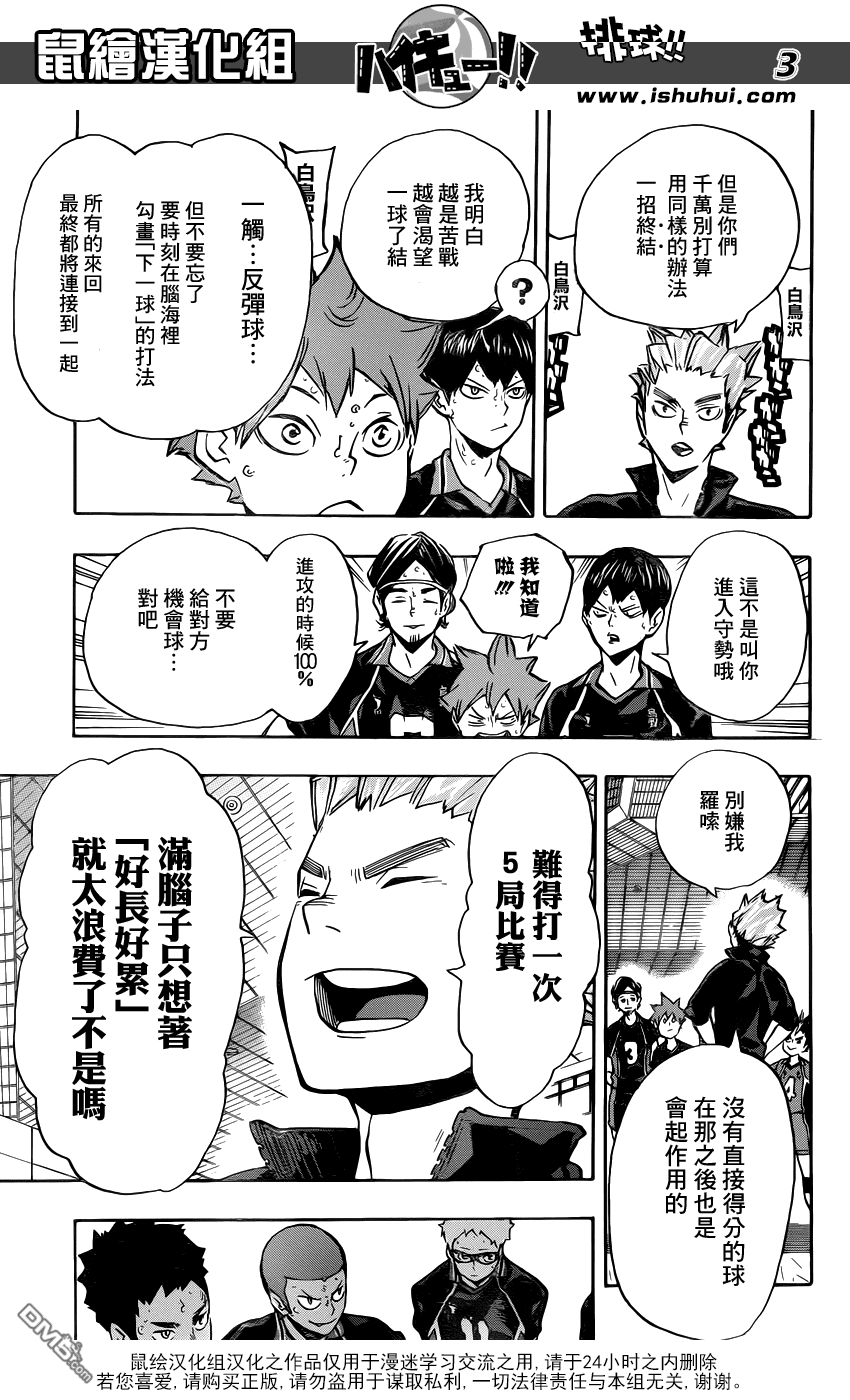 鼠繪漢化組
ハイキュー!!
排球!!
3
www.ishuhui.com
但是你們
千萬別打算
用同樣的辦法
一招終結
白鳥沢
白鳥沢
我明白
越是苦戰
越會渴望
一球了結
?
白鳥沢
一觸…反彈球…
但不要忘了
要時刻在腦海裡
勾畫「下一球」的打法
所有的來回
最終都將連接到一起
這不是叫你
進入守勢哦
我知道
啦!!!
進攻的時候100%
不要
給對方
機會球…
對吧
別嫌我
羅嗦
3
4
沒有直接得分的球
在那之後也是
會起作用的
難得打一次
5局比賽
滿腦子只想著
「好長好累」
就太浪費了不是嗎
11
鼠绘汉化组汉化之作品仅用于漫迷学习交流之用,请于24小时之内删除
若您喜爱,请购买正版,请勿盗用于谋取私利,一切法律责任与本组无关,谢谢。